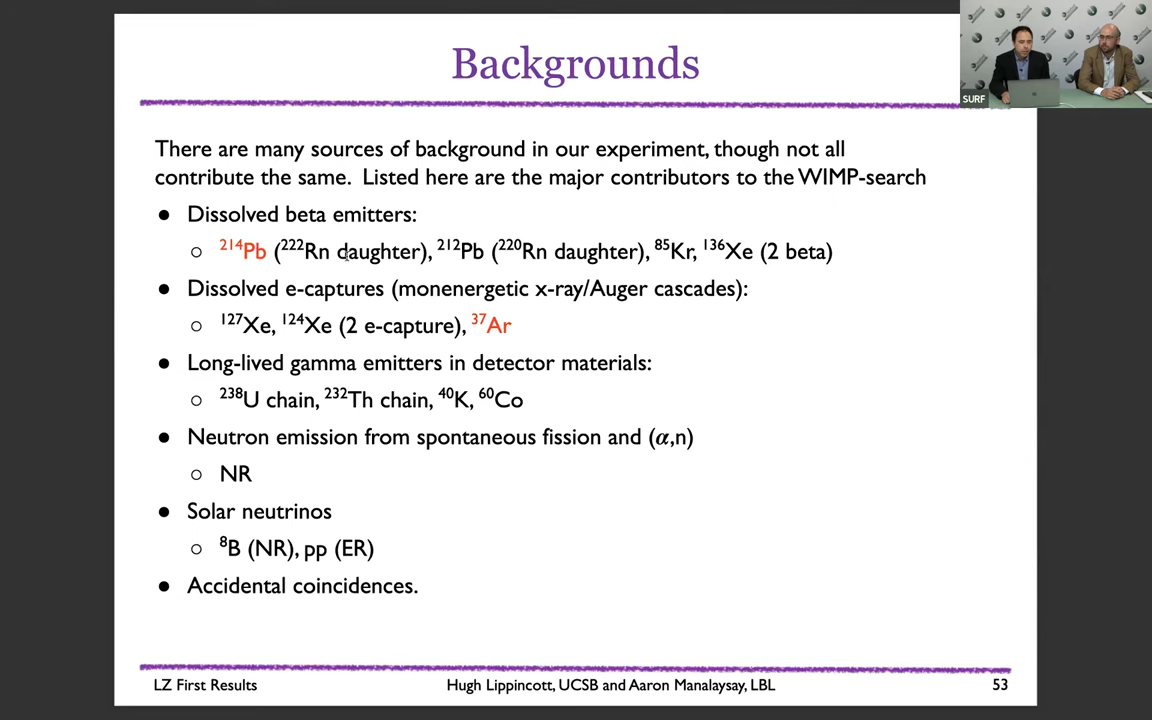 Backgrounds
There are many sources of background in our experiment, though not all
contribute the same. Listed here are the major contributors to the WIMP-search
● Dissolved beta emitters:
○ ²¹⁴Pb (²²²Rn daughter), ²¹²Pb (²²⁰Rn daughter), ⁸⁵Kr, ¹³⁶Xe (2 beta)
● Dissolved e-captures (monenergetic x-ray/Auger cascades):
○ ¹²⁷Xe, ¹²⁴Xe (2 e-capture), ³⁷Ar
● Long-lived gamma emitters in detector materials:
○ ²³⁸U chain, ²³²Th chain, ⁴⁰K, ⁶⁰Co
● Neutron emission from spontaneous fission and (α,n)
○ NR
● Solar neutrinos
○ ⁸B (NR), pp (ER)
● Accidental coincidences.
LZ First Results
Hugh Lippincott, UCSB and Aaron Manalaysay, LBL
53
SURF